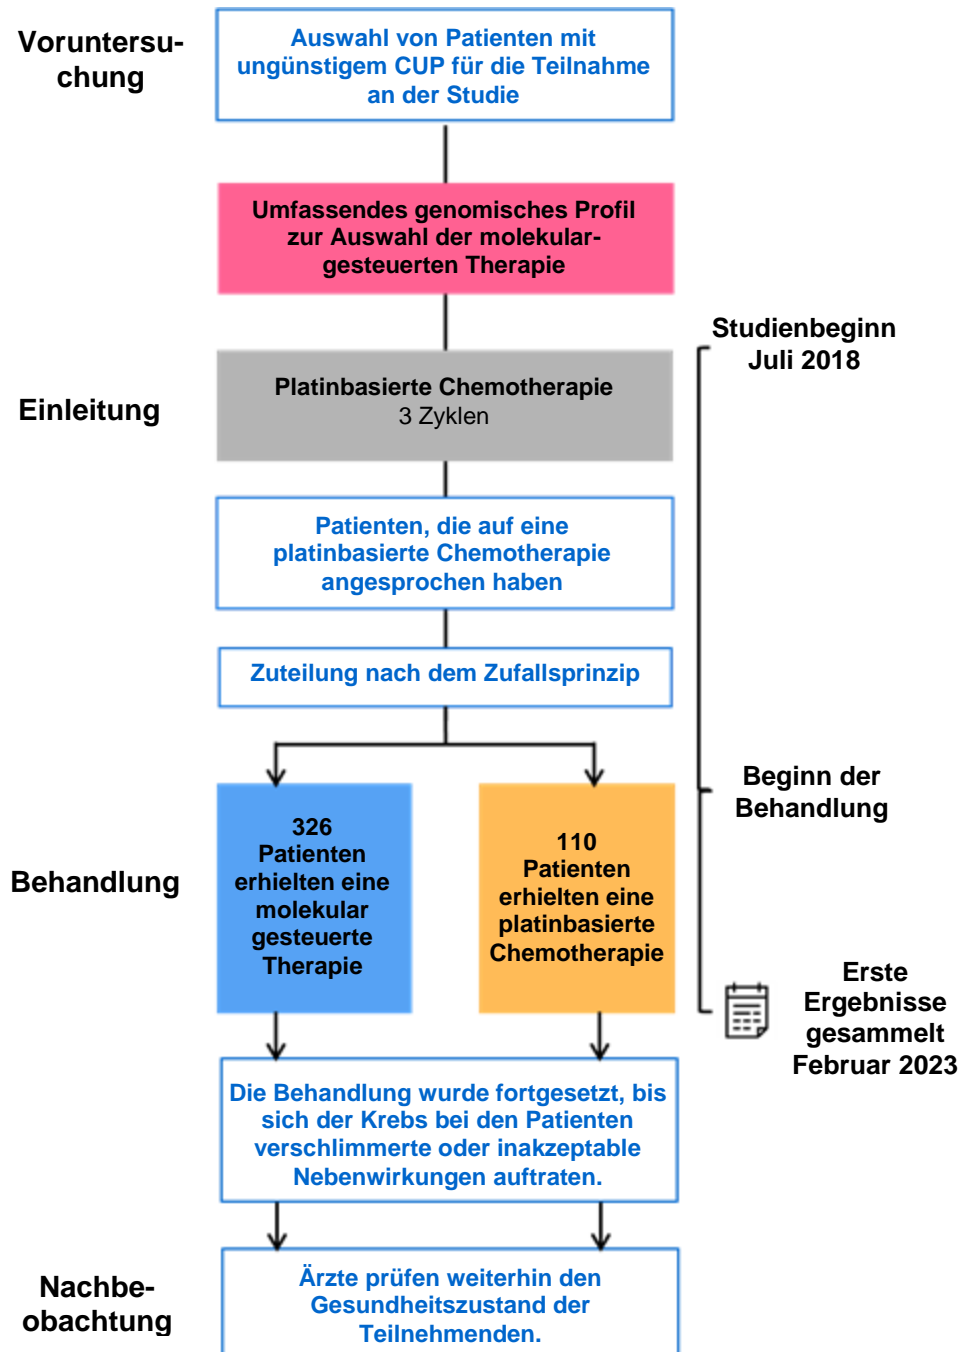 Voruntersu-
chung
Auswahl von Patienten mit
ungünstigem CUP für die Teilnahme
an der Studie
Umfassendes genomisches Profil
zur Auswahl der molekular-
gesteuerten Therapie
Studienbeginn
Juli 2018
Einleitung
Platinbasierte Chemotherapie
3 Zyklen
Patienten, die auf eine
platinbasierte Chemotherapie
angesprochen haben
Zuteilung nach dem Zufallsprinzip
Beginn der
Behandlung
Behandlung
326
Patienten
erhielten eine
molekular
gesteuerte
Therapie
110
Patienten
erhielten eine
platinbasierte
Chemotherapie
Erste
Ergebnisse
gesammelt
Februar 2023
Die Behandlung wurde fortgesetzt, bis
sich der Krebs bei den Patienten
verschlimmerte oder inakzeptable
Nebenwirkungen auftraten.
Nachbe-
obachtung
Ärzte prüfen weiterhin den
Gesundheitszustand der
Teilnehmenden.